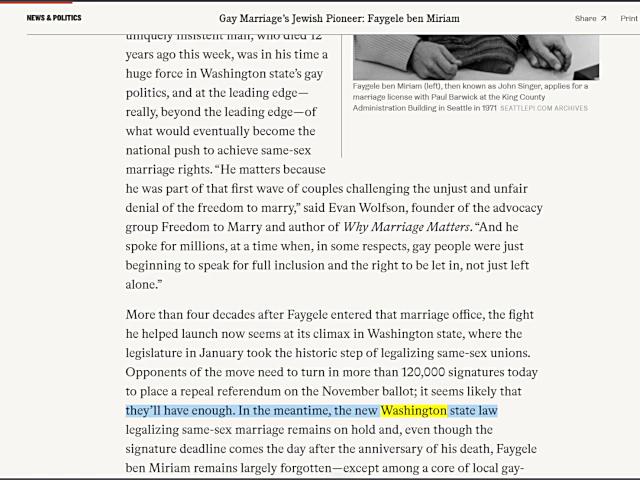 NEWS & POLITICS
Gay Marriage's Jewish Pioneer: Faygele ben Miriam
Share ↗ Print
uniquely insistent man, who died 12
years ago this week, was in his time a
huge force in Washington state's gay
politics, and at the leading edge—
really, beyond the leading edge—of
what would eventually become the
national push to achieve same-sex
marriage rights. “He matters because
Faygele ben Miriam (left), then known as John Singer, applies for a
marriage license with Paul Barwick at the King County
Administration Building in Seattle in 1971 SEATTLEPI.COM ARCHIVES
he was part of that first wave of couples challenging the unjust and unfair
denial of the freedom to marry,” said Evan Wolfson, founder of the advocacy
group Freedom to Marry and author of Why Marriage Matters. “And he
spoke for millions, at a time when, in some respects, gay people were just
beginning to speak for full inclusion and the right to be let in, not just left
alone.”
More than four decades after Faygele entered that marriage office, the fight
he helped launch now seems at its climax in Washington state, where the
legislature in January took the historic step of legalizing same-sex unions.
Opponents of the move need to turn in more than 120,000 signatures today
to place a repeal referendum on the November ballot; it seems likely that
they’ll have enough. In the meantime, the new Washington state law
legalizing same-sex marriage remains on hold and, even though the
signature deadline comes the day after the anniversary of his death, Faygele
ben Miriam remains largely forgotten—except among a core of local gay-